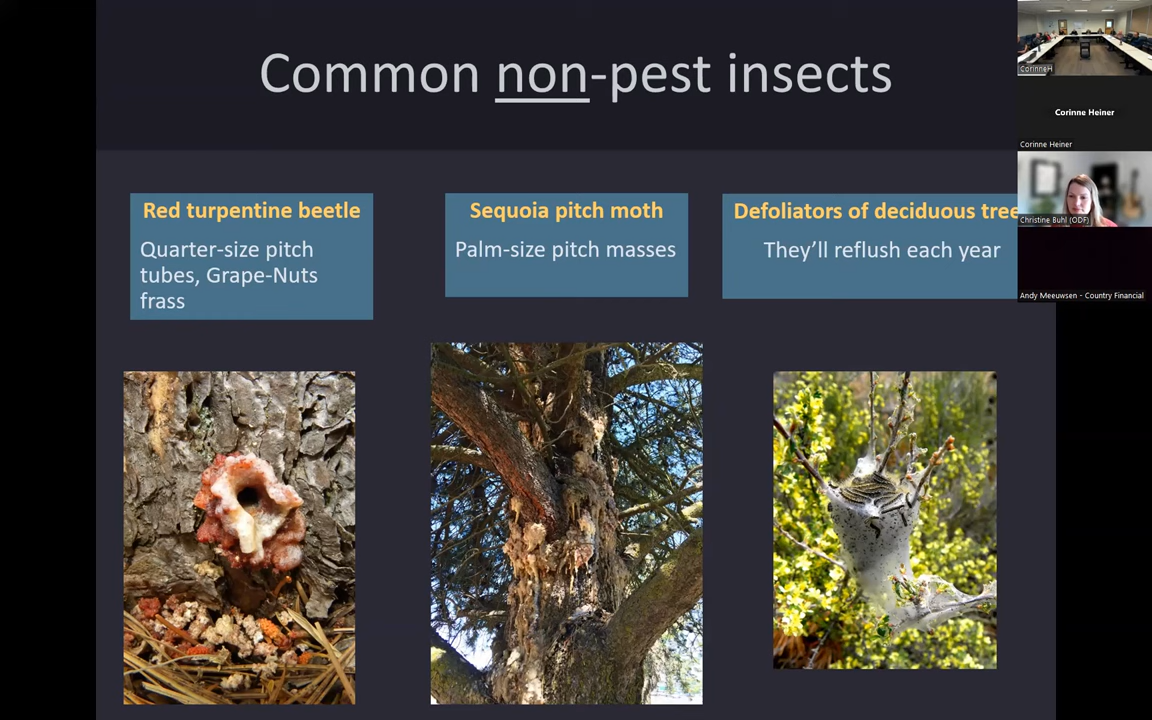 Common non-pest insects
Red turpentine beetle
Quarter-size pitch
tubes, Grape-Nuts
frass
Sequoia pitch moth
Palm-size pitch masses
Defoliators of deciduous tree
They'll reflush each year
CorinneH
Corinne Heiner
Corinne Heiner
Christine Buhl (ODF)
Andy Meeuwsen - Country Financial